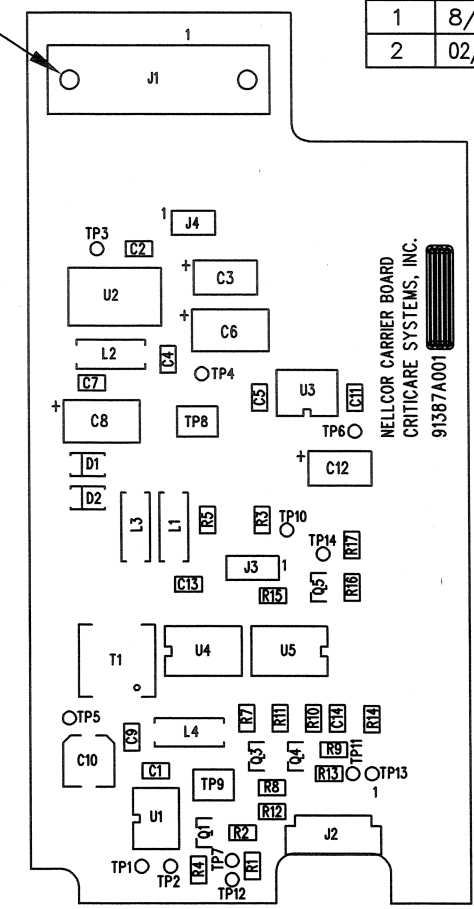 1 8/
2 02/
1
J1
1 J4
TP3
C2
+ C3
U2
+ C6
L2
C4
TP4
C7
C5
U3
C11
+ C8
TP8
TP6
+ C12
NELLCOR CARRIER BOARD
CRITICARE SYSTEMS, INC.
91387A001
D1
D2
L3
L1
R5
R3
TP10
TP14
R17
J3 1
C13
R15
Q5
R16
T1
U4
U5
TP5
R7
R11
R10
C14
R14
C9
L4
C10
Q3
Q4
R9
TP11
C1
TP9
R13
TP13
R8
1
U1
R12
Q1
R2
J2
TP1
TP2
R4
TP7
R1
TP12